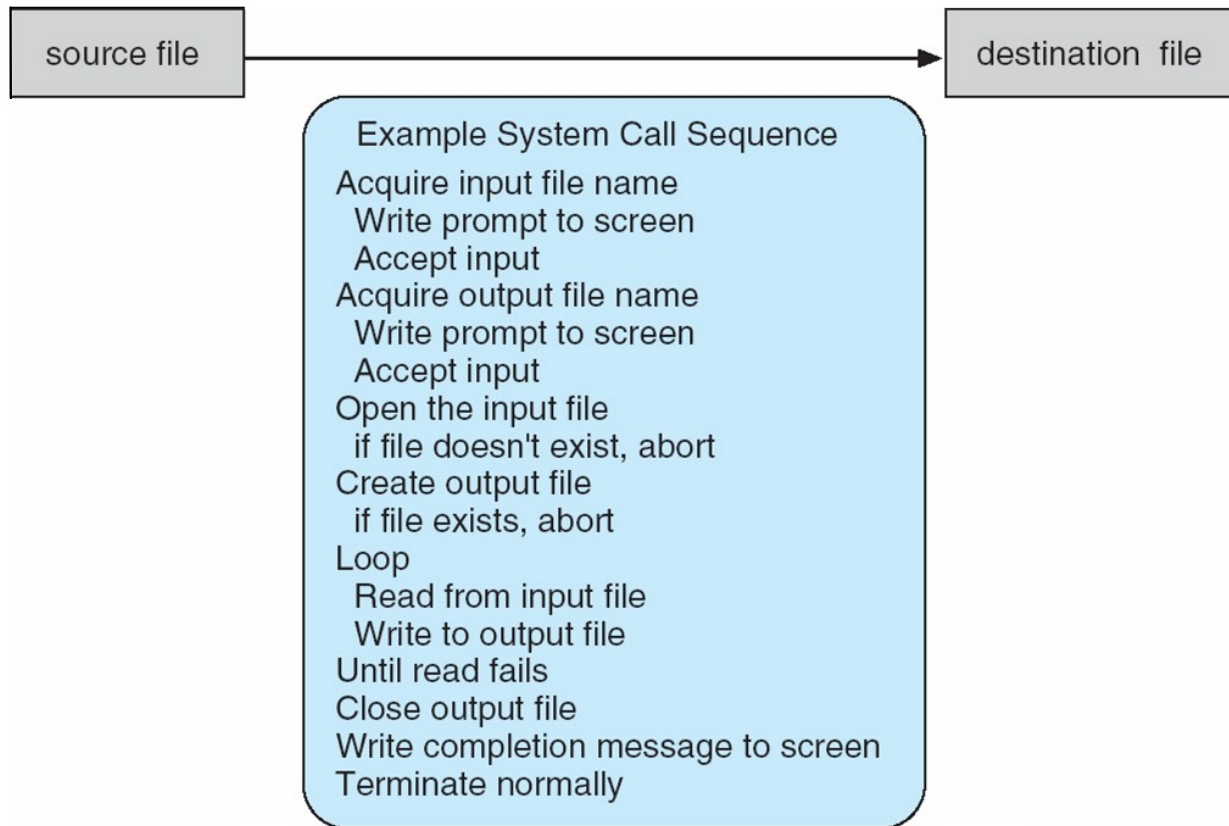 source file
destination file
Example System Call Sequence
Acquire input file name
Write prompt to screen
Accept input
Acquire output file name
Write prompt to screen
Accept input
Open the input file
if file doesn't exist, abort
Create output file
if file exists, abort
Loop
Read from input file
Write to output file
Until read fails
Close output file
Write completion message to screen
Terminate normally